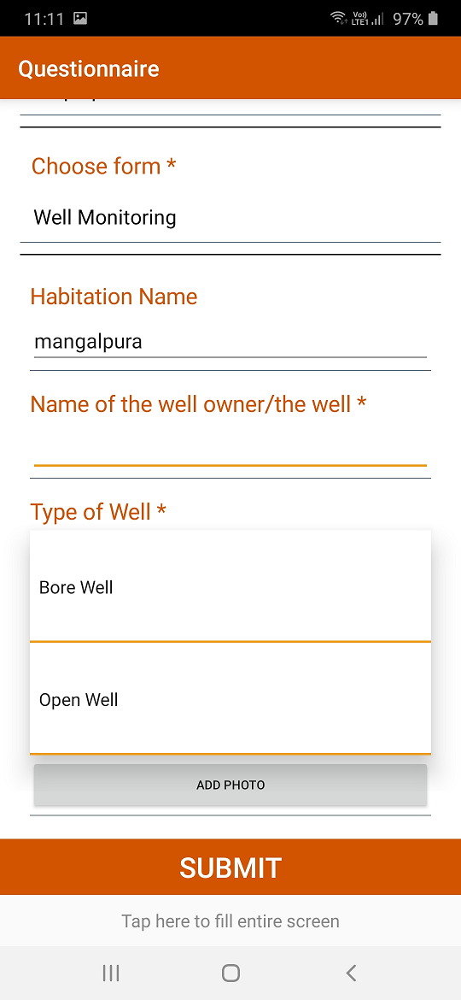 11:11
Vo))
LTE1
97%
Questionnaire
Choose form *
Well Monitoring
Habitation Name
mangalpura
Name of the well owner/the well *
Type of Well *
Bore Well
Open Well
ADD PHOTO
SUBMIT
Tap here to fill entire screen